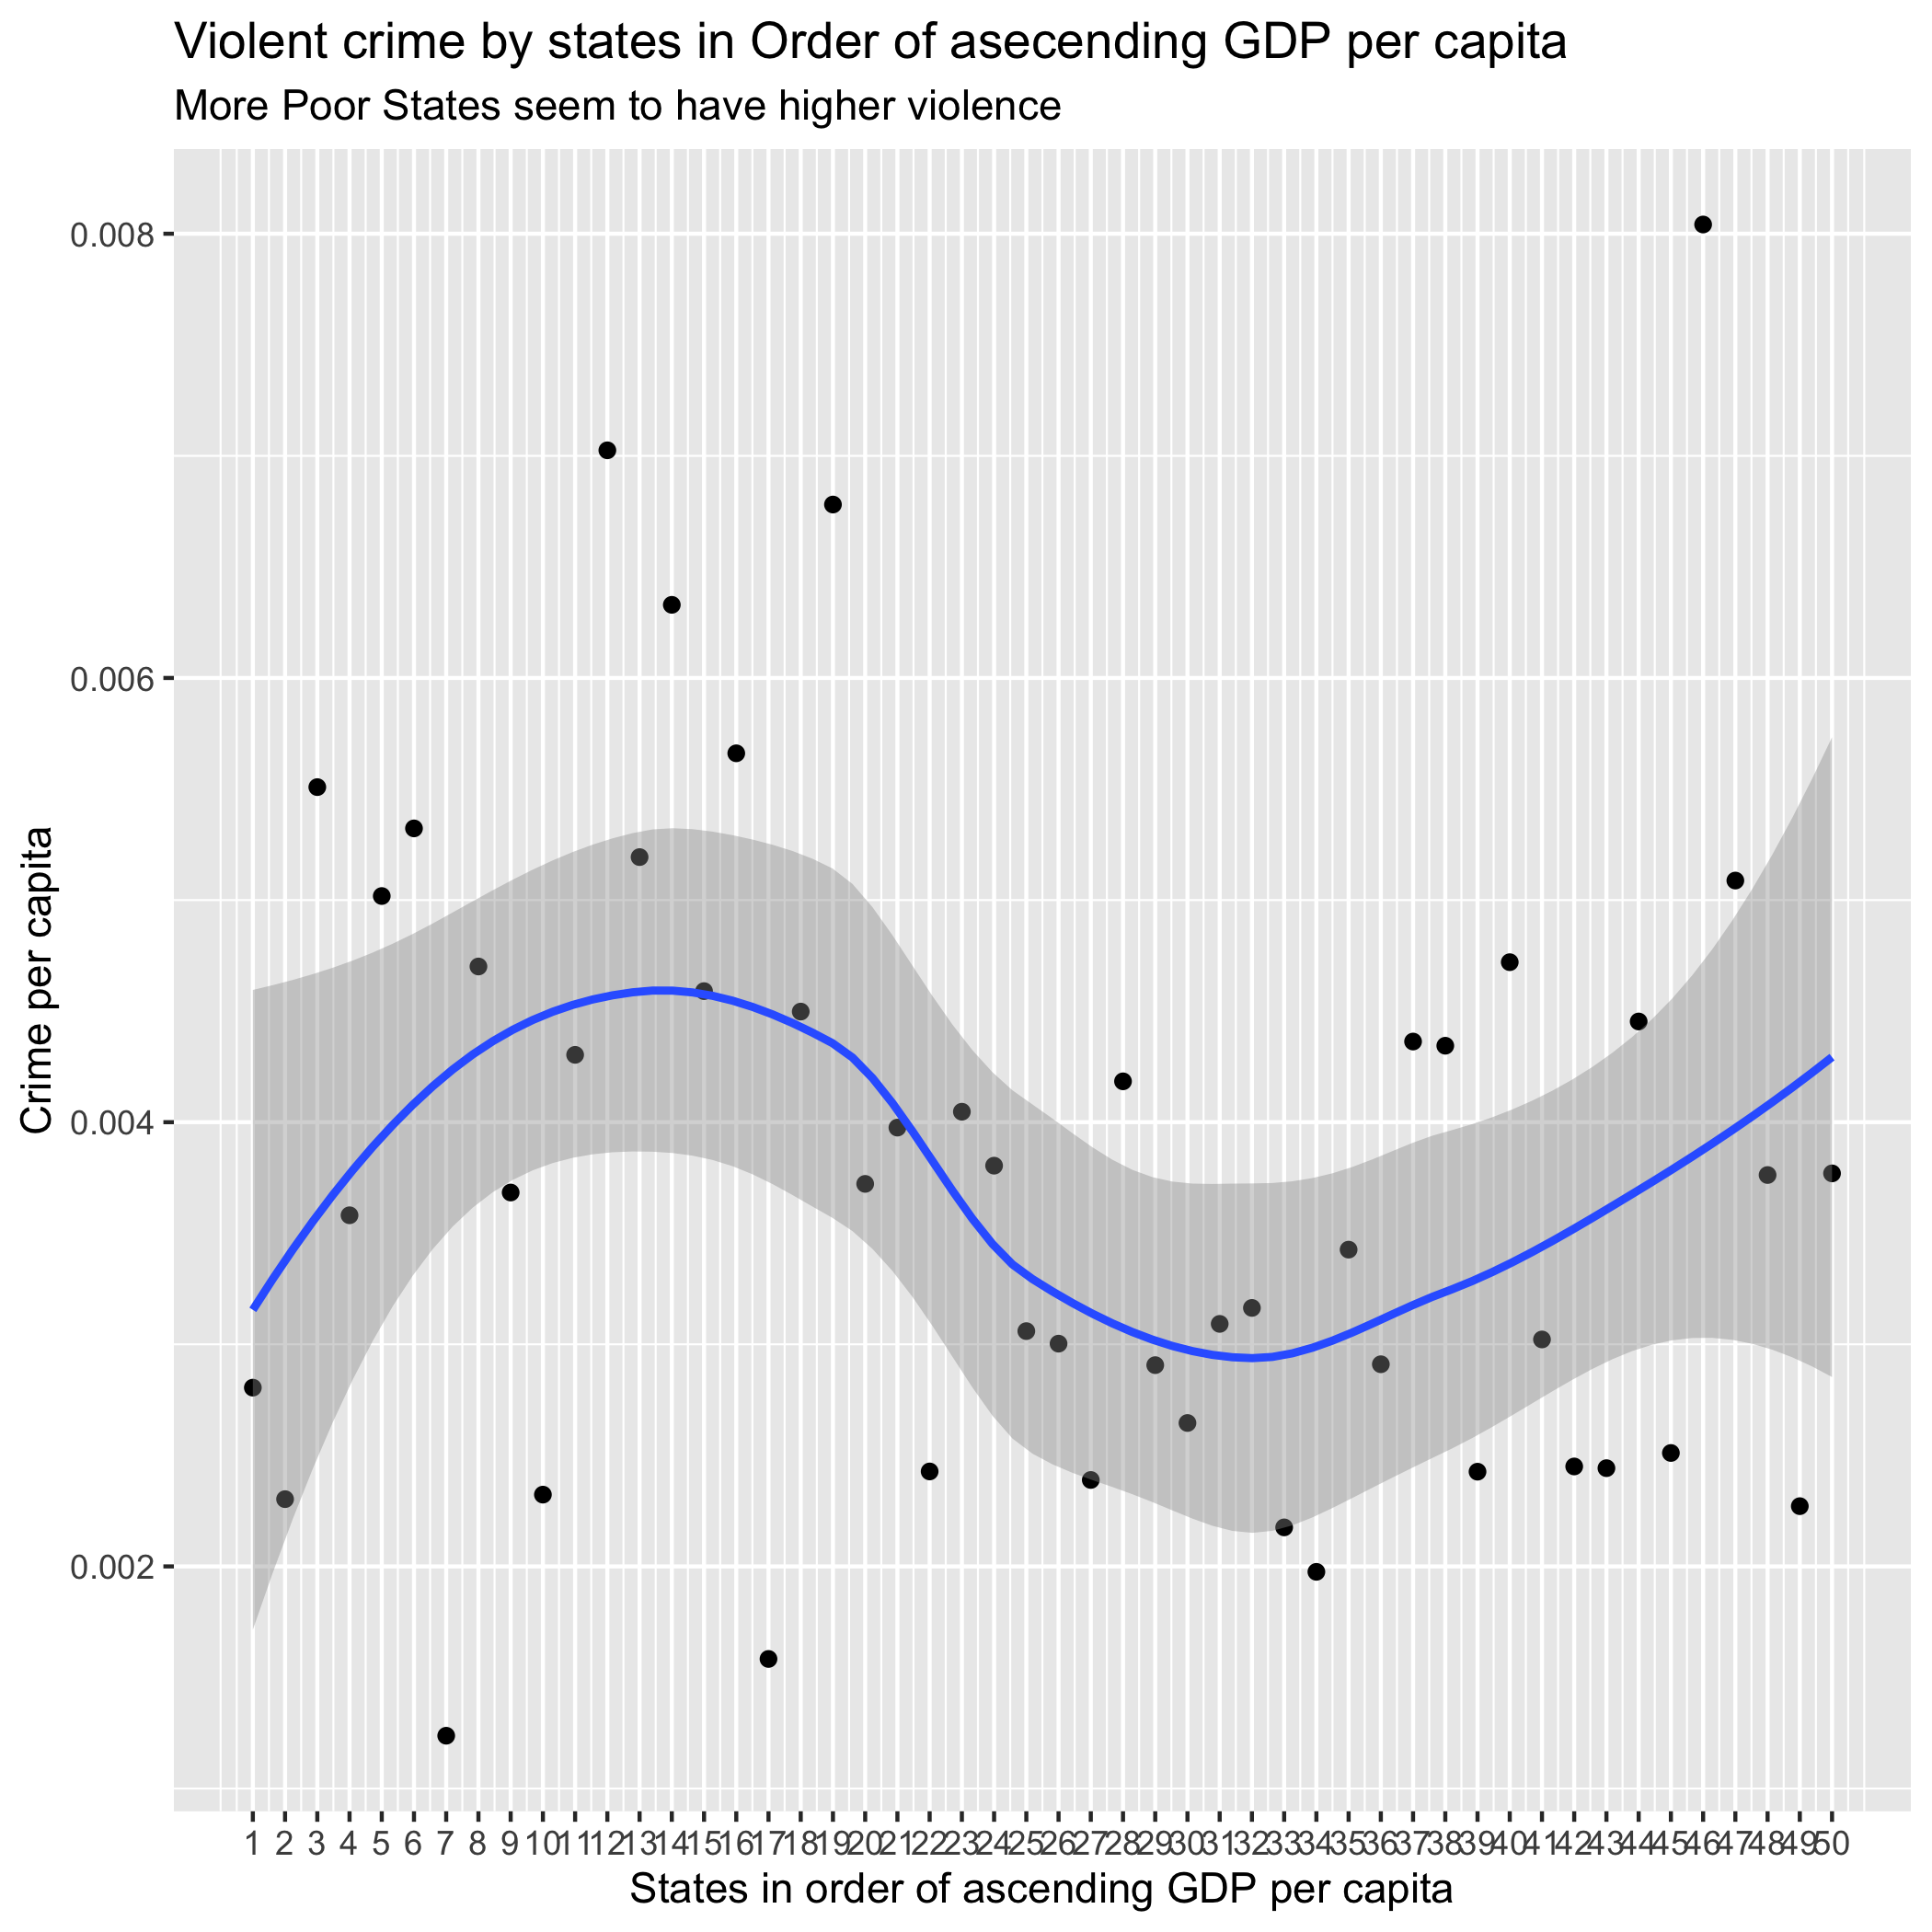 Violent crime by states in Order of asecending GDP per capita
More Poor States seem to have higher violence
0.008
0.006
0.004
0.002
Crime per capita
1 2 3 4 5 6 7 8 9 10 11 12 13 14 15 16 17 18 19 20 21 22 23 24 25 26 27 28 29 30 31 32 33 34 35 36 37 38 39 40 41 42 43 44 45 46 47 48 49 50
States in order of ascending GDP per capita